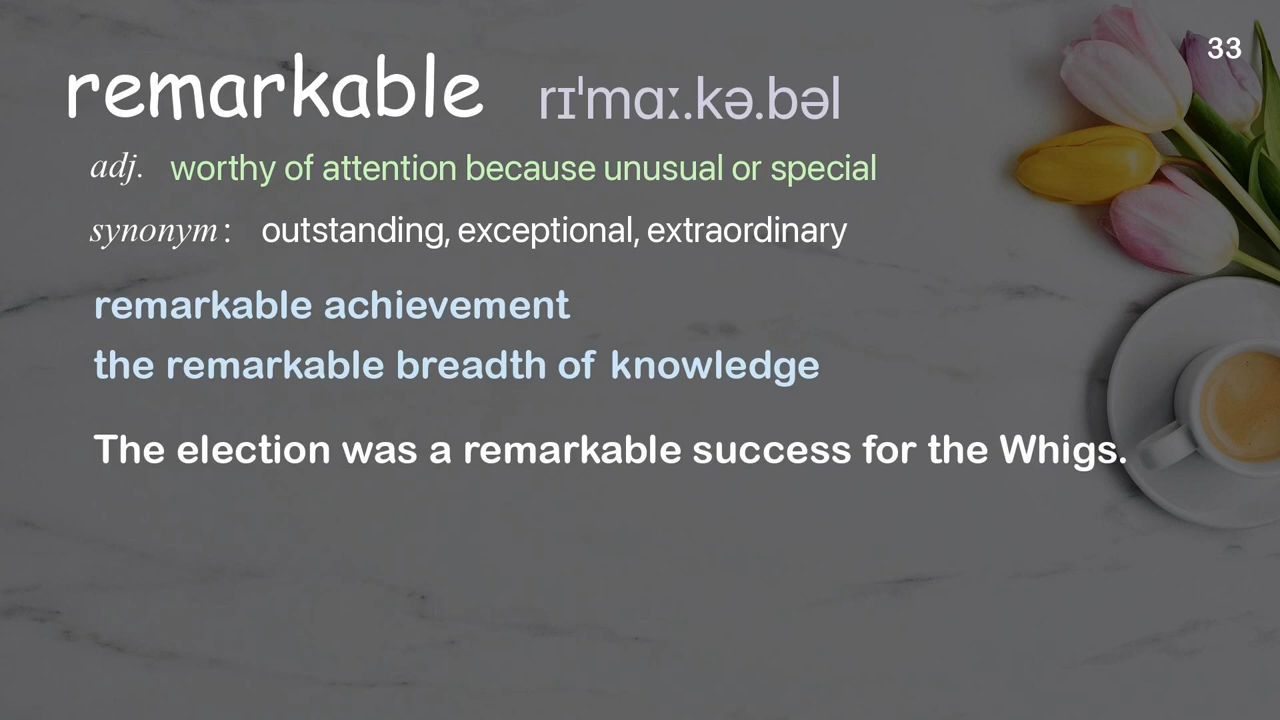 33
remarkable rɪˈmɑː.kə.bəl
adj. worthy of attention because unusual or special
synonym: outstanding, exceptional, extraordinary
remarkable achievement
the remarkable breadth of knowledge
The election was a remarkable success for the Whigs.